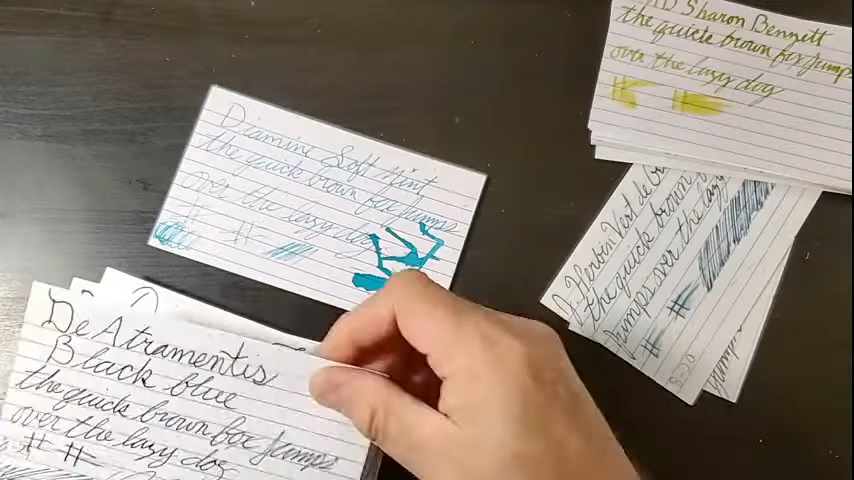 D Sharon Bennett
the quick brown fox jumps
over the lazy dog
Diamine Soft Mint
the quick brown fox jumps
over the lazy dog
J. Herbin Vert de
the quick brown
jumps over the lazy
De Atramentis
Black blue
the quick brown fox jumps
over the lazy dog